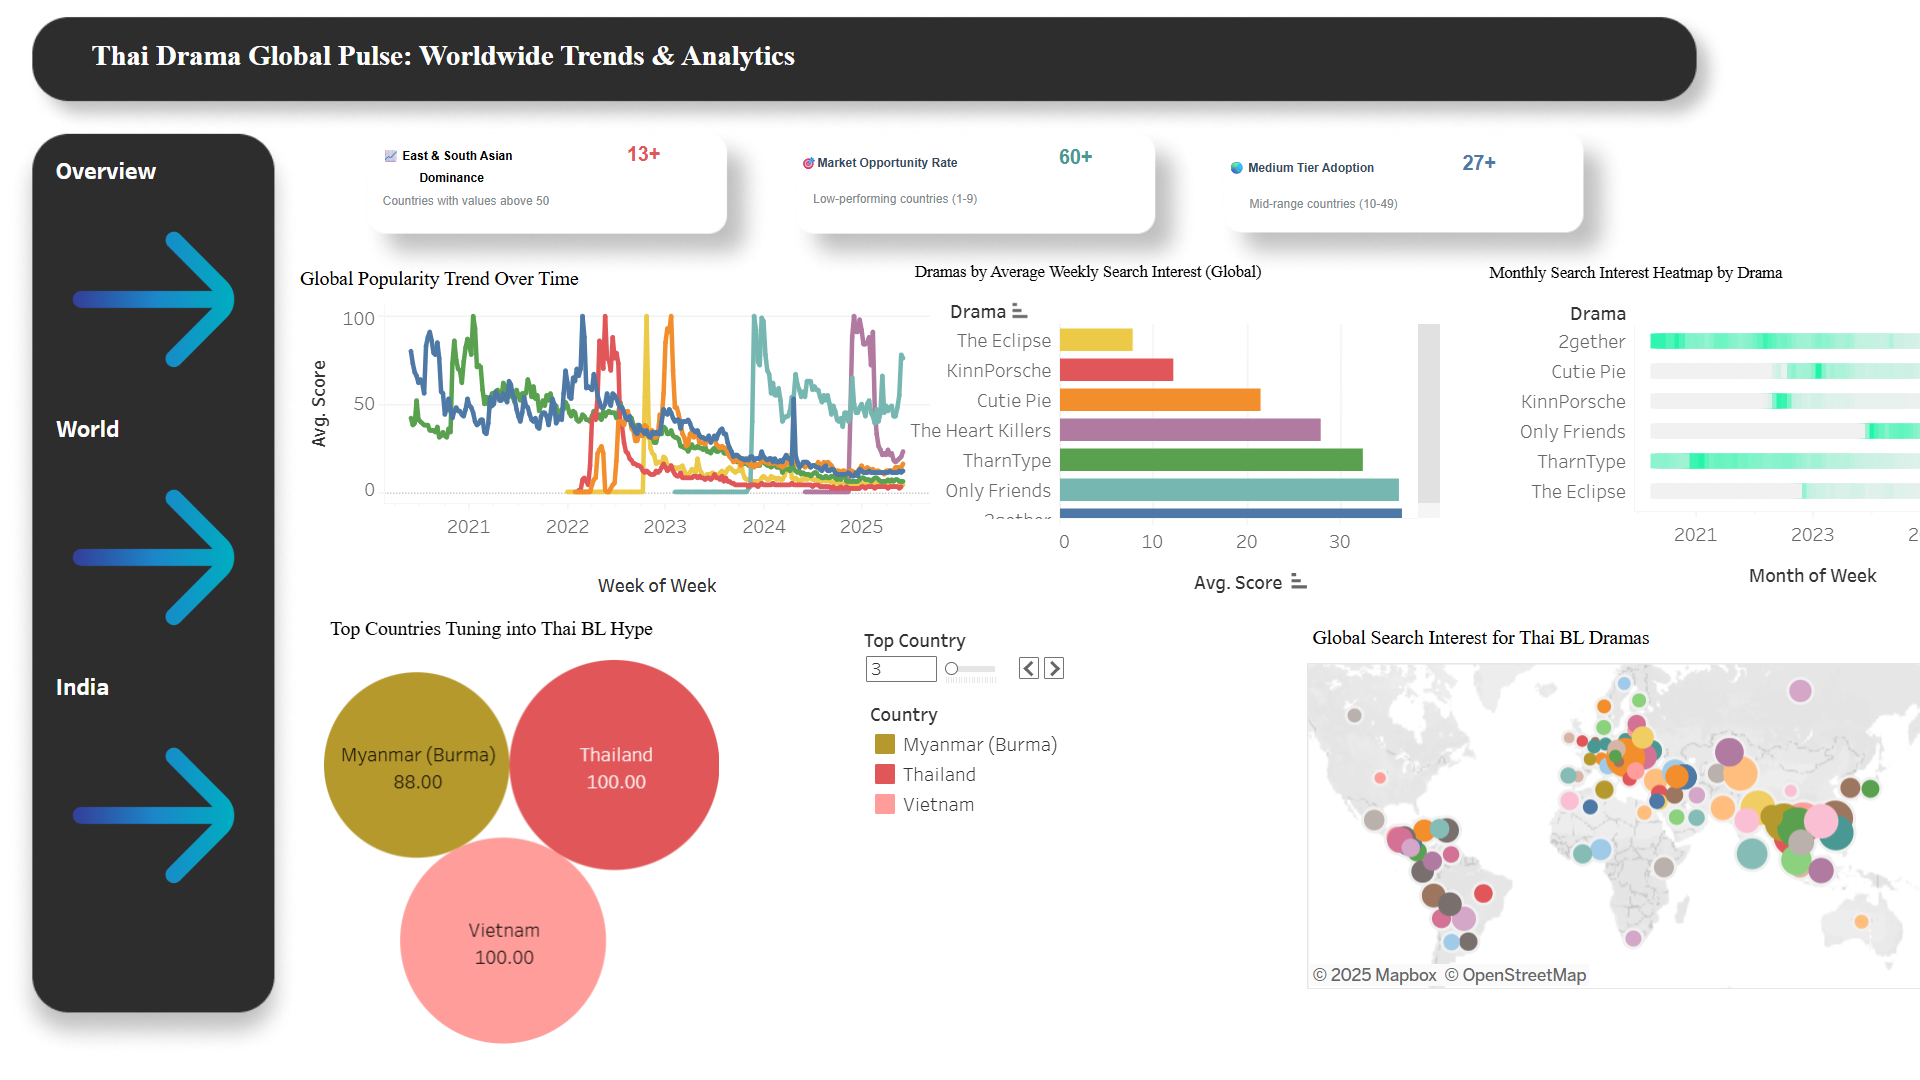 Thai Drama Global Pulse: Worldwide Trends & Analytics
Overview
World
India
East & South Asian
Dominance
13+
Countries with values above 50
Market Opportunity Rate
60+
Low-performing countries (1-9)
Medium Tier Adoption
27+
Mid-range countries (10-49)
Global Popularity Trend Over Time
Avg. Score
100
50
0
2021
2022
2023
2024
2025
Week of Week
Dramas by Average Weekly Search Interest (Global)
Drama
The Eclipse
KinnPorsche
Cutie Pie
The Heart Killers
TharnType
Only Friends
2gether
0
10
20
30
Avg. Score
Monthly Search Interest Heatmap by Drama
Drama
2gether
Cutie Pie
KinnPorsche
Only Friends
TharnType
The Eclipse
2021
2023
2
Month of Week
Top Countries Tuning into Thai BL Hype
Myanmar (Burma)
88.00
Thailand
100.00
Vietnam
100.00
Top Country
3
Country
Myanmar (Burma)
Thailand
Vietnam
Global Search Interest for Thai BL Dramas
© 2025 Mapbox © OpenStreetMap